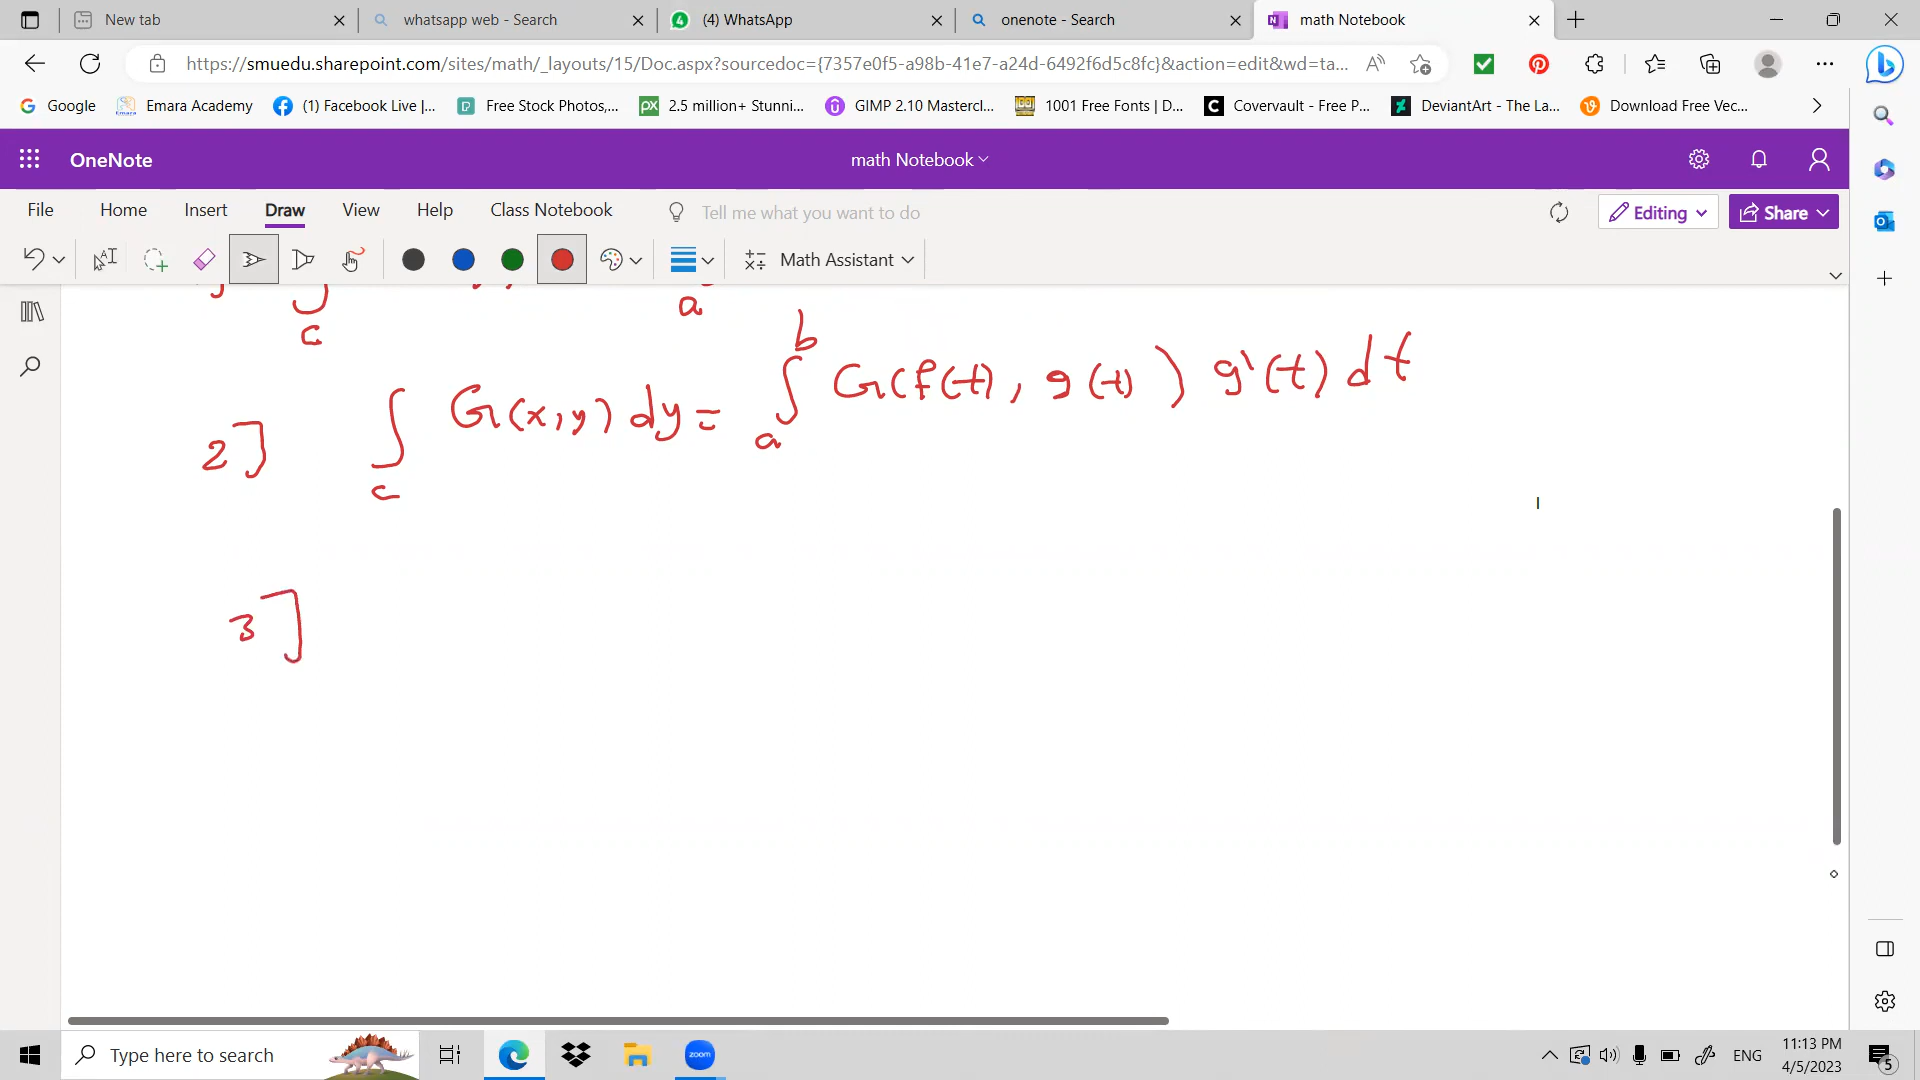 New tab
whatsapp web - Search
(4) WhatsApp
onenote - Search
math Notebook
https://smuedu.sharepoint.com/sites/math/_layouts/15/Doc.aspx?sourcedoc={7357e0f5-a98b-41e7-a24d-6492f6d5c8fc}&action=edit&wd=ta...
Google
Emara Academy
(1) Facebook Live |...
Free Stock Photos,...
2.5 million+ Stunni...
GIMP 2.10 Mastercl...
1001 Free Fonts | D...
Covervault - Free P...
DeviantArt - The La...
Download Free Vec...
OneNote
math Notebook
File Home Insert Draw View Help Class Notebook Tell me what you want to do
Editing
Share
Math Assistant
c a
2] ∫c G(x,y) dy = ∫a^b G(f(t), g(t)) g'(t) dt
3]
Type here to search
zoom
ENG
11:13 PM
4/5/2023
5